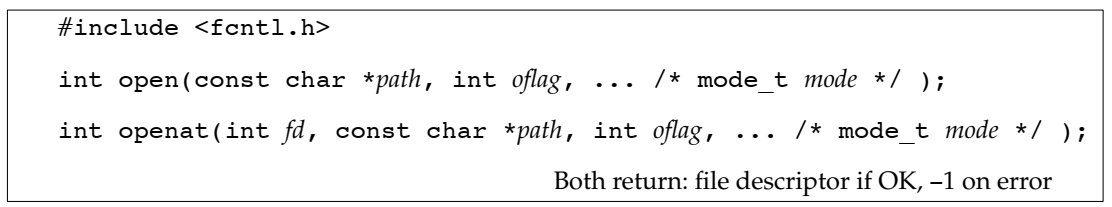 #include <fcntl.h>
int open(const char *path, int oflag, ... /* mode_t mode */ );
int openat(int fd, const char *path, int oflag, ... /* mode_t mode */ );
Both return: file descriptor if OK, –1 on error